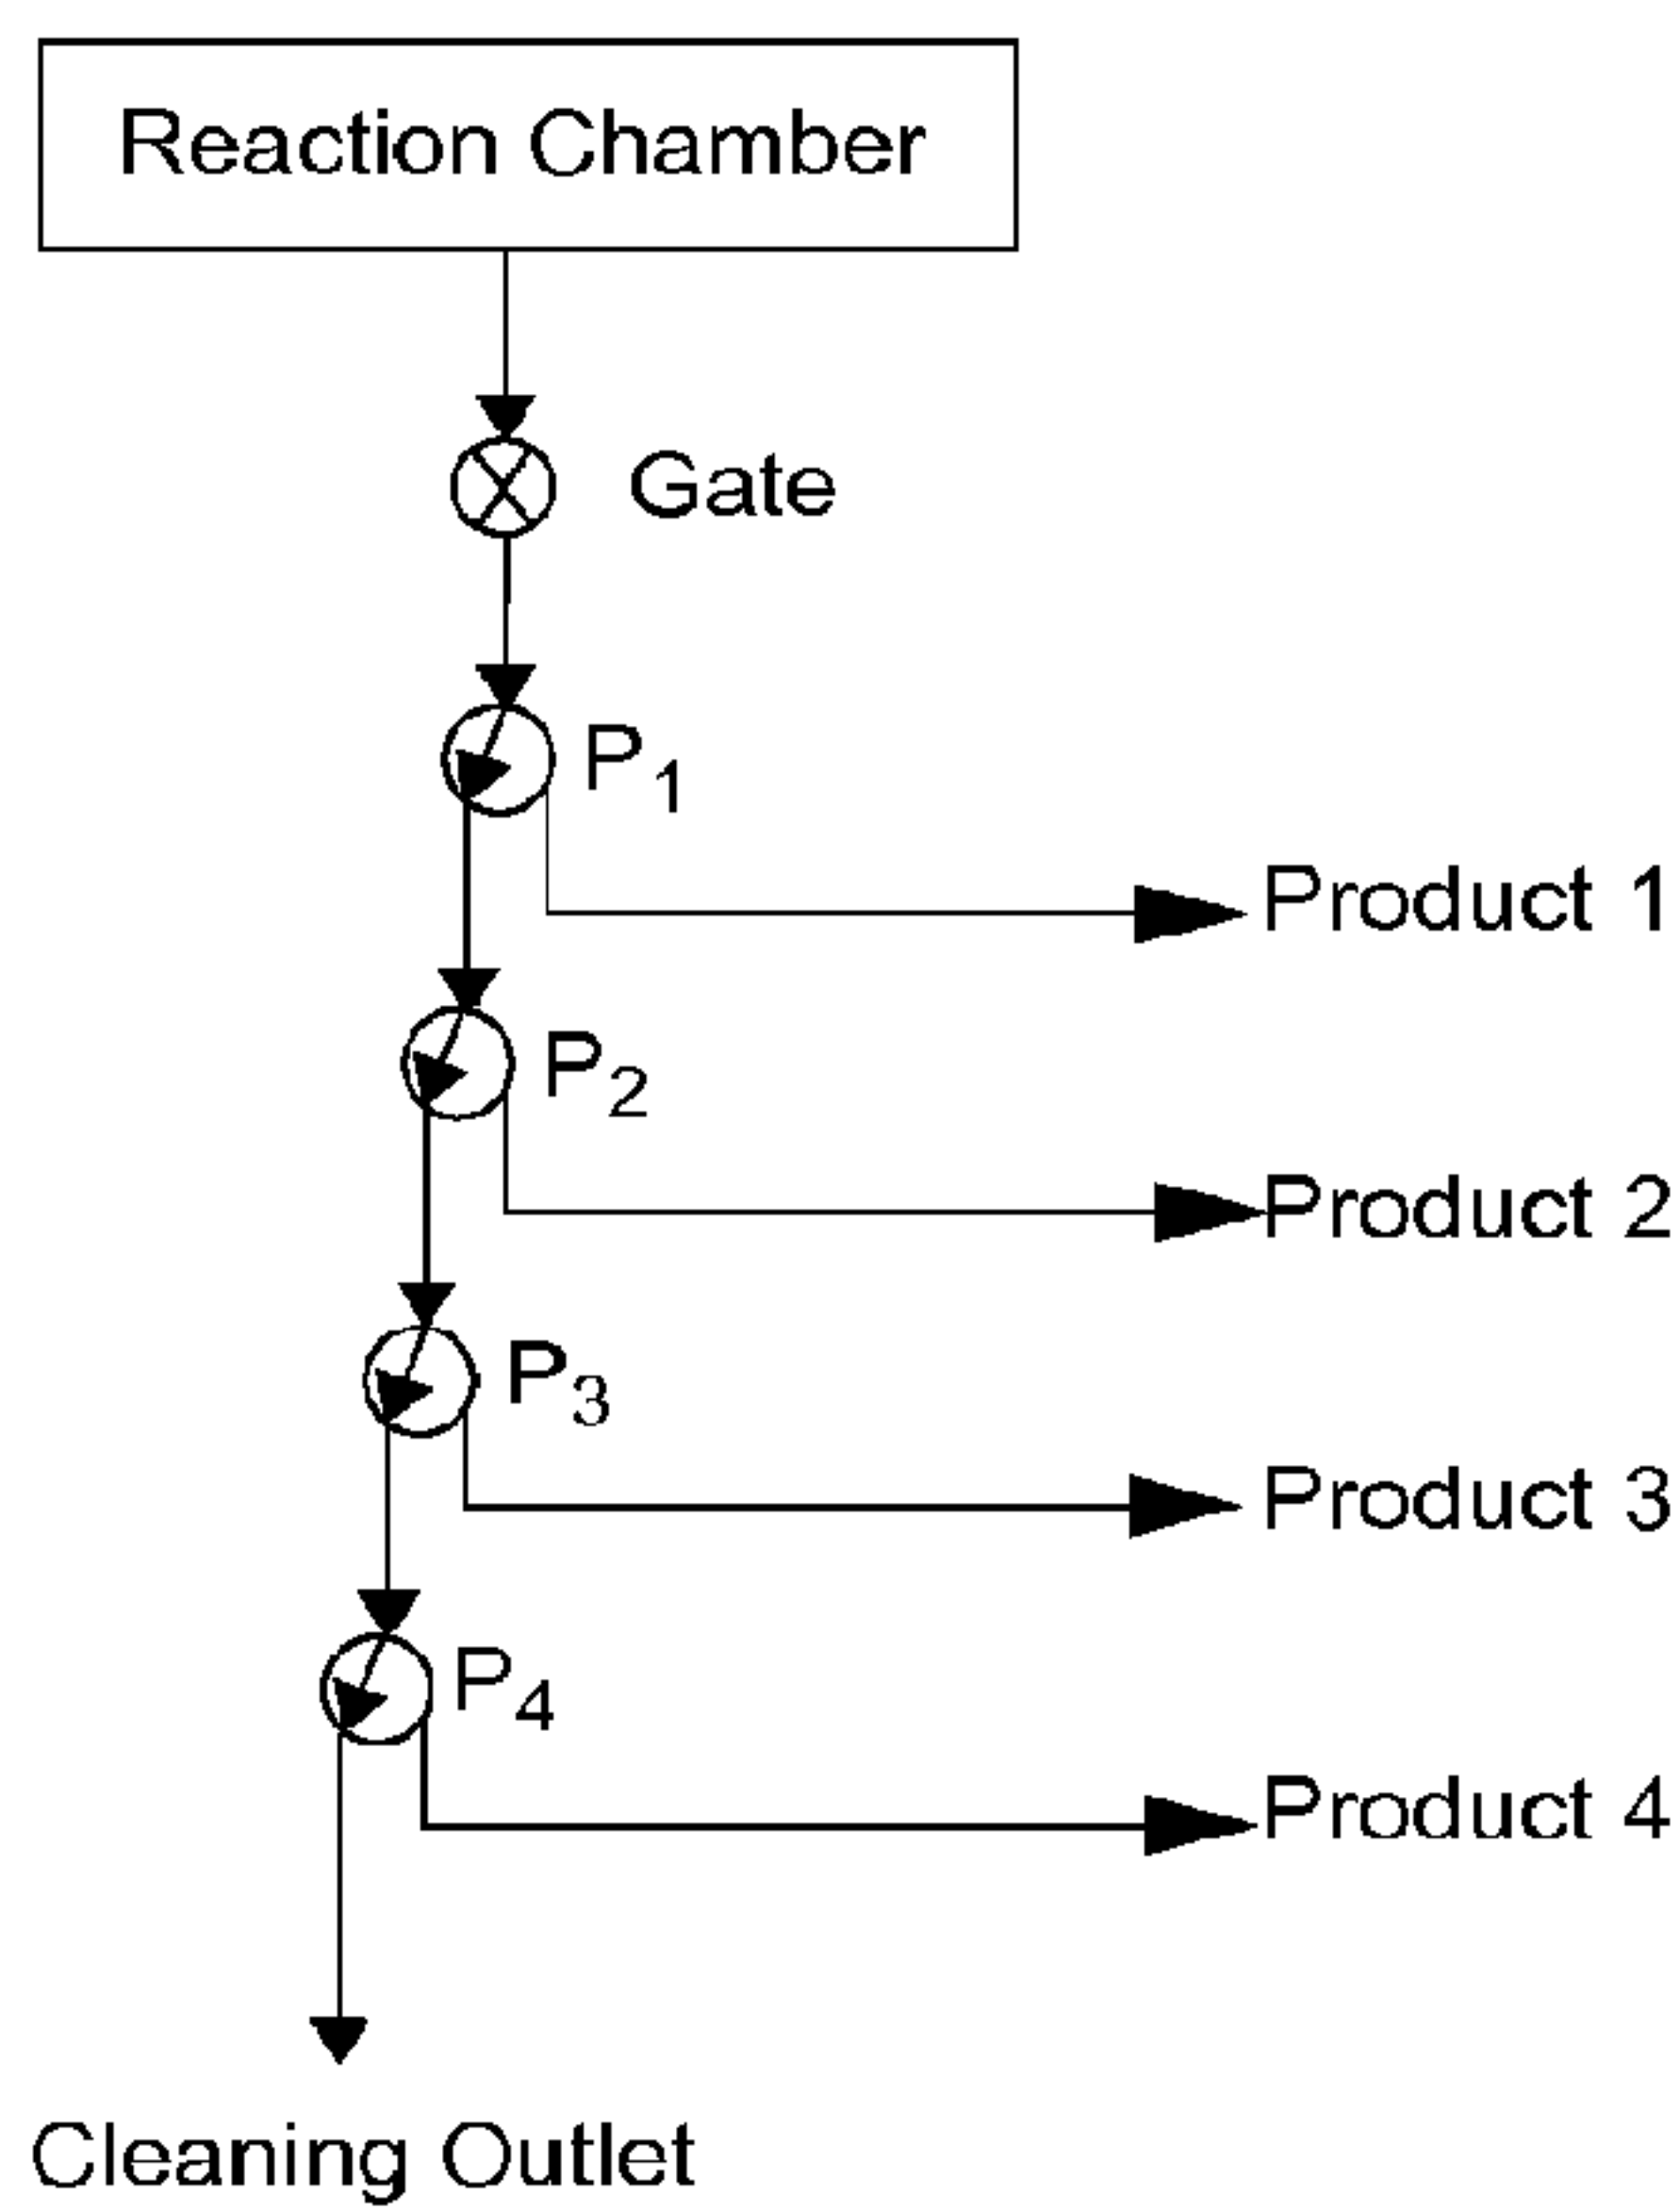 Reaction Chamber
Gate
P1
Product 1
P2
Product 2
P3
Product 3
P4
Product 4
Cleaning Outlet